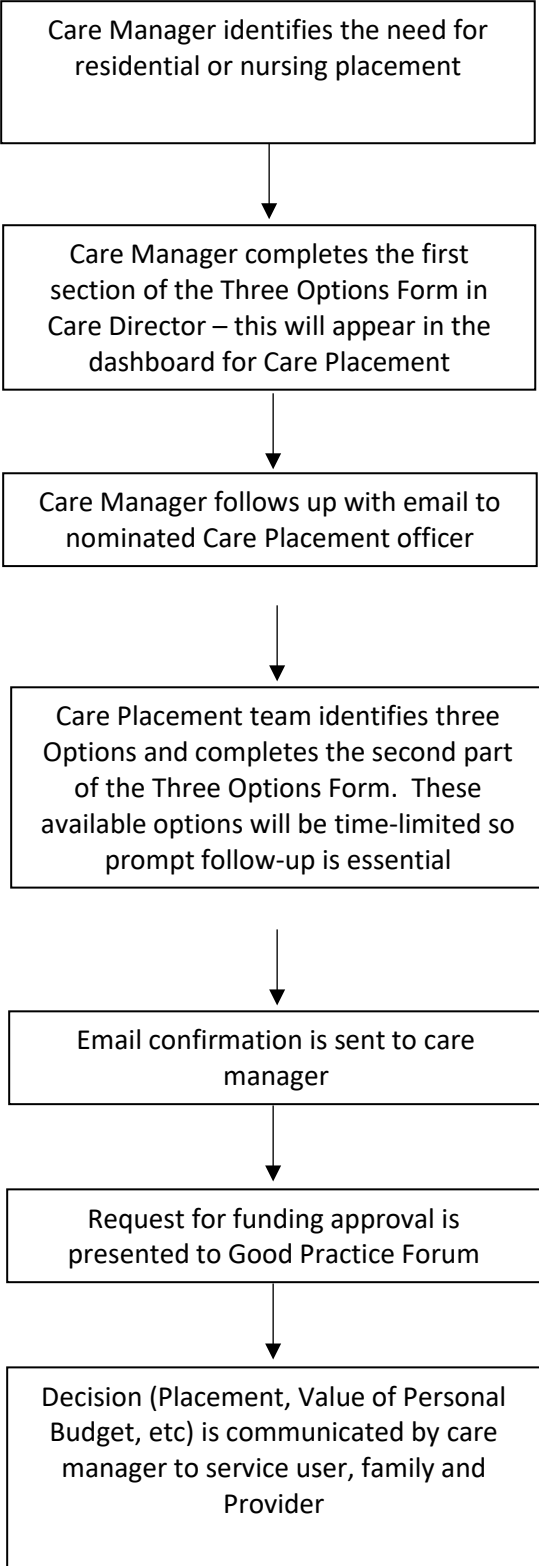 Care Manager identifies the need for
residential or nursing placement
Care Manager completes the first
section of the Three Options Form in
Care Director – this will appear in the
dashboard for Care Placement
Care Manager follows up with email to
nominated Care Placement officer
Care Placement team identifies three
Options and completes the second part
of the Three Options Form.  These
available options will be time-limited so
prompt follow-up is essential
Email confirmation is sent to care
manager
Request for funding approval is
presented to Good Practice Forum
Decision (Placement, Value of Personal
Budget, etc) is communicated by care
manager to service user, family and
Provider